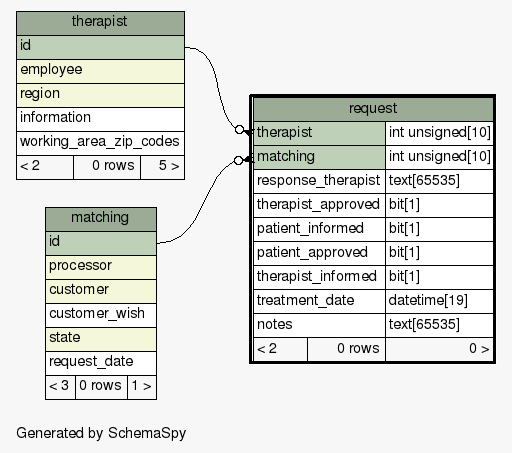 therapist
id
employee
region
information
working_area_zip_codes
< 2 0 rows 5 >
request
therapist int unsigned[10]
matching int unsigned[10]
response_therapist text[65535]
therapist_approved bit[1]
patient_informed bit[1]
patient_approved bit[1]
therapist_informed bit[1]
treatment_date datetime[19]
notes text[65535]
< 2 0 rows 0 >
matching
id
processor
customer
customer_wish
state
request_date
< 3 0 rows 1 >
Generated by SchemaSpy